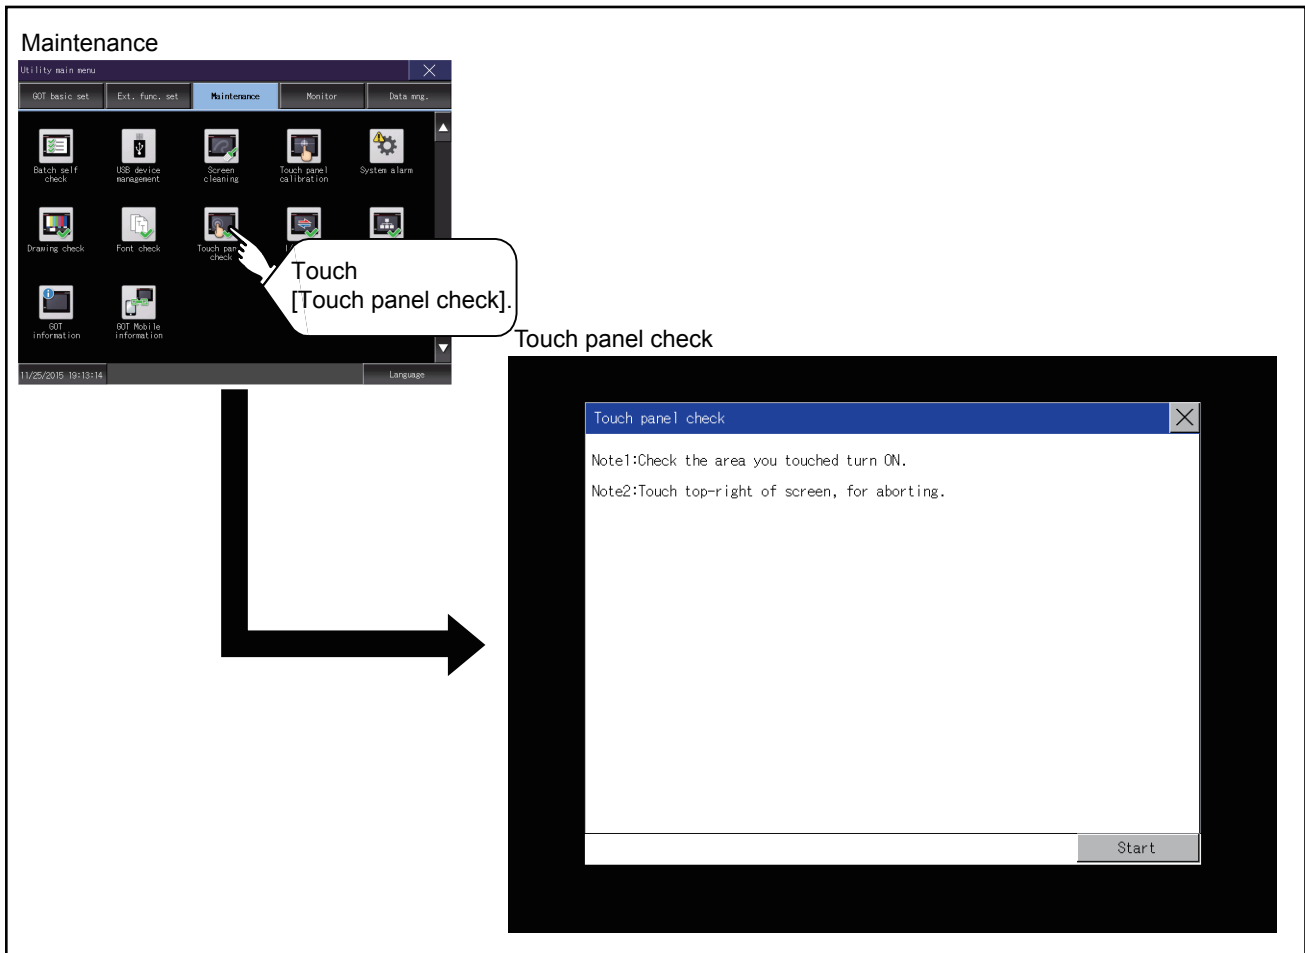 Maintenance
Utility main menu
GOT basic set
Ext. func. set
Maintenance
Monitor
Data mng.
Batch self
check
USB device
management
Screen
cleaning
Touch panel
calibration
System alarm
Drawing check
Font check
Touch
check
GOT
information
GOT Mobile
information
Touch
[Touch panel check].
11/25/2015 19:13:14
Language
Touch panel check
Touch panel check
Note1:Check the area you touched turn ON.
Note2:Touch top-right of screen, for aborting.
Start